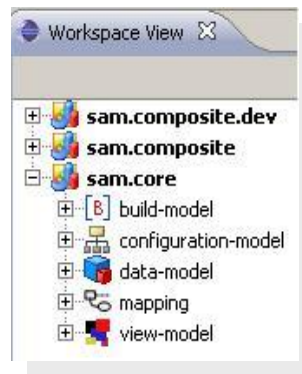 Workspace View
sam.composite.dev
sam.composite
sam.core
[B] build-model
configuration-model
data-model
mapping
view-model